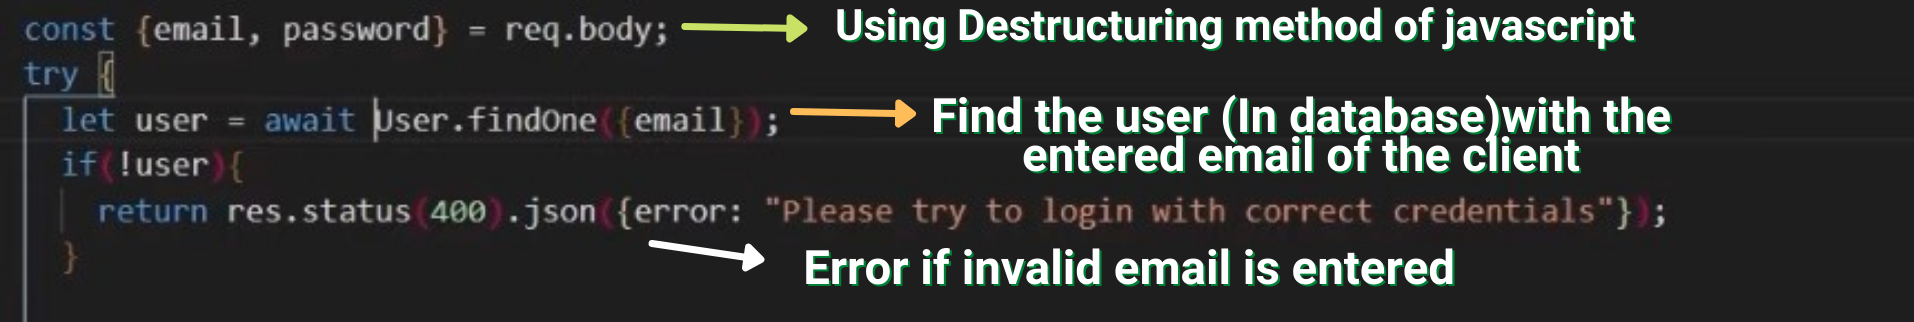 const {email, password} = req.body; Using Destructuring method of javascript
try {
let user = await User.findOne({email}); Find the user (In database)with the
entered email of the client
if(!user){
return res.status(400).json({error: "Please try to login with correct credentials"});
} Error if invalid email is entered